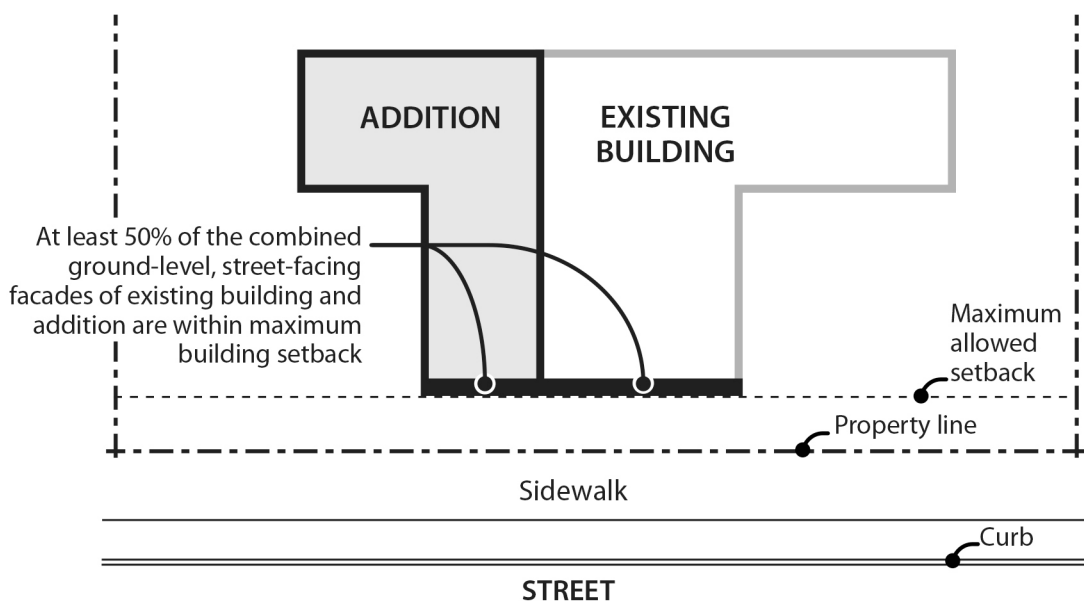 ADDITION
EXISTING
BUILDING
At least 50% of the combined
ground-level, street-facing
facades of existing building and
addition are within maximum
building setback
Maximum
allowed
setback
Property line
Sidewalk
Curb
STREET